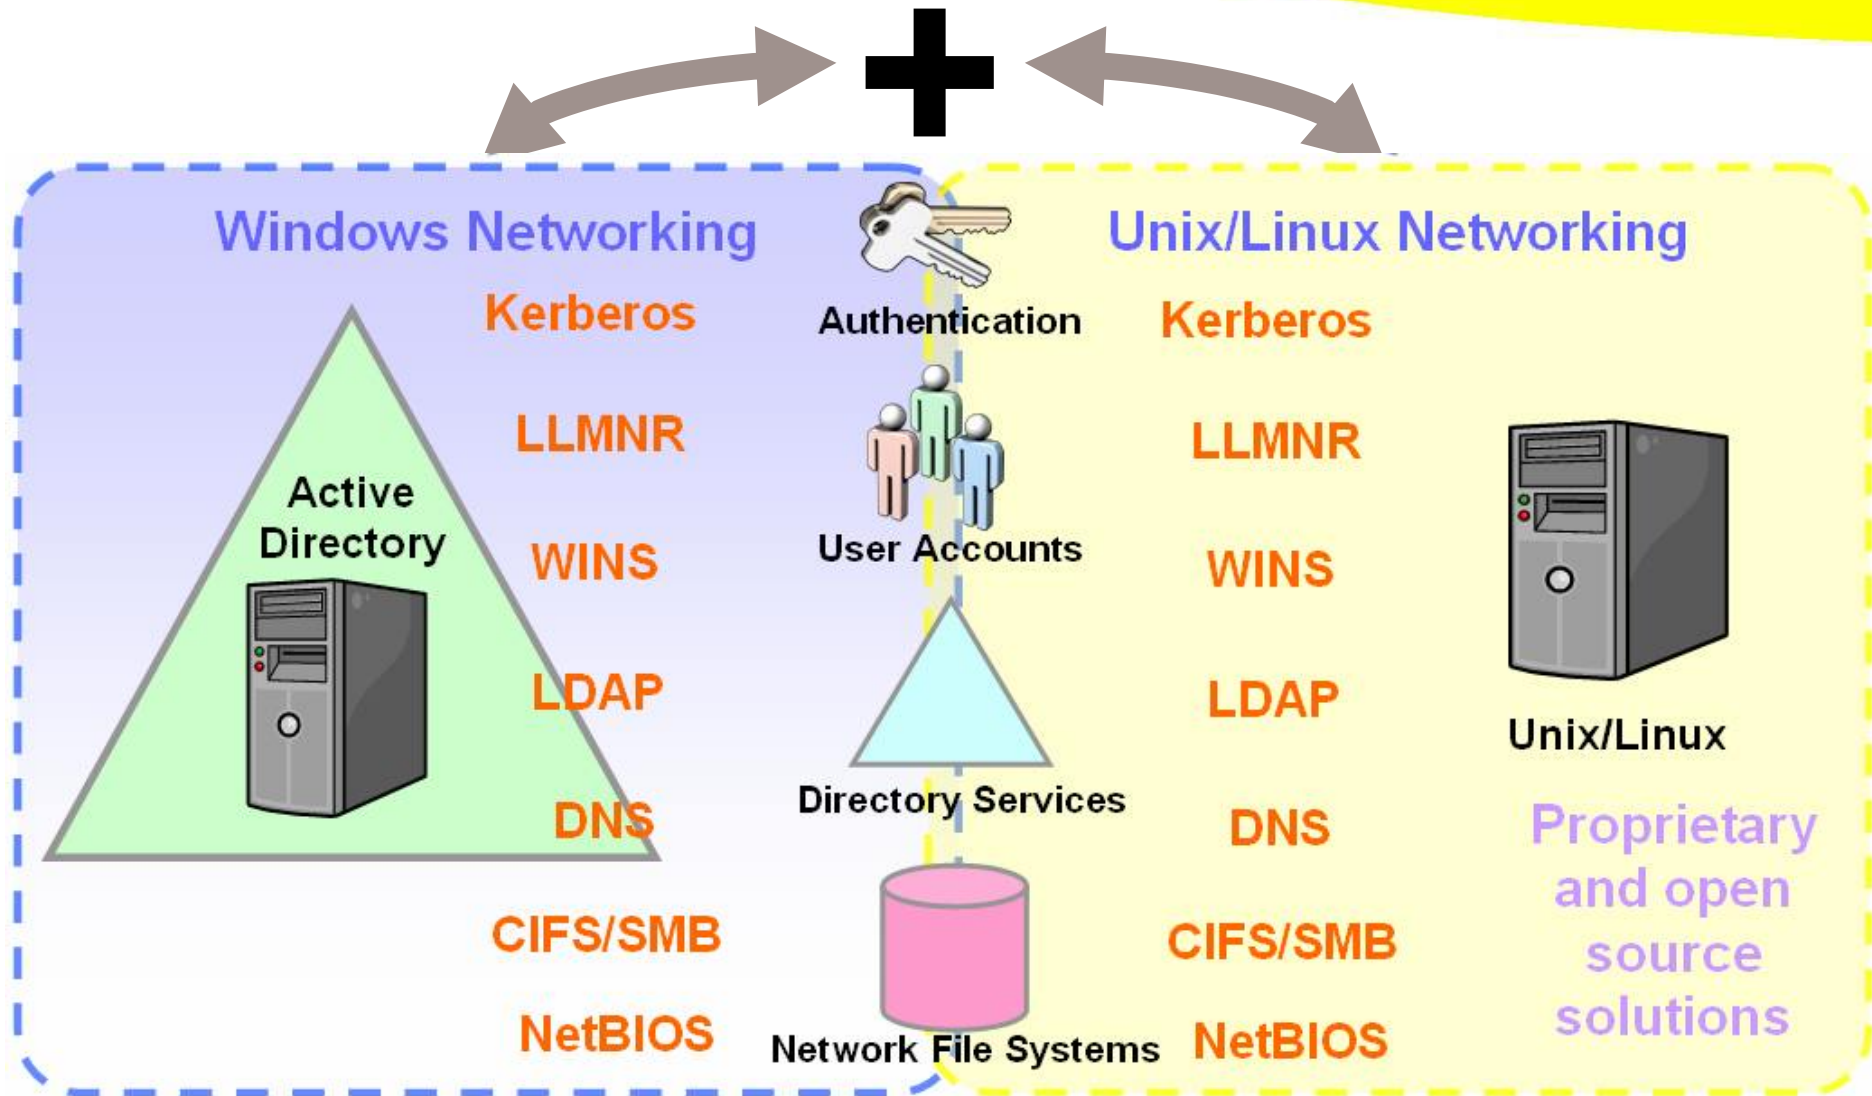 Windows Networking
Kerberos
LLMNR
Active
Directory
WINS
LDAP
DNS
CIFS/SMB
NetBIOS
Authentication
User Accounts
Directory Services
Network File Systems
Unix/Linux Networking
Kerberos
LLMNR
WINS
LDAP
DNS
CIFS/SMB
NetBIOS
Unix/Linux
Proprietary
and open
source
solutions